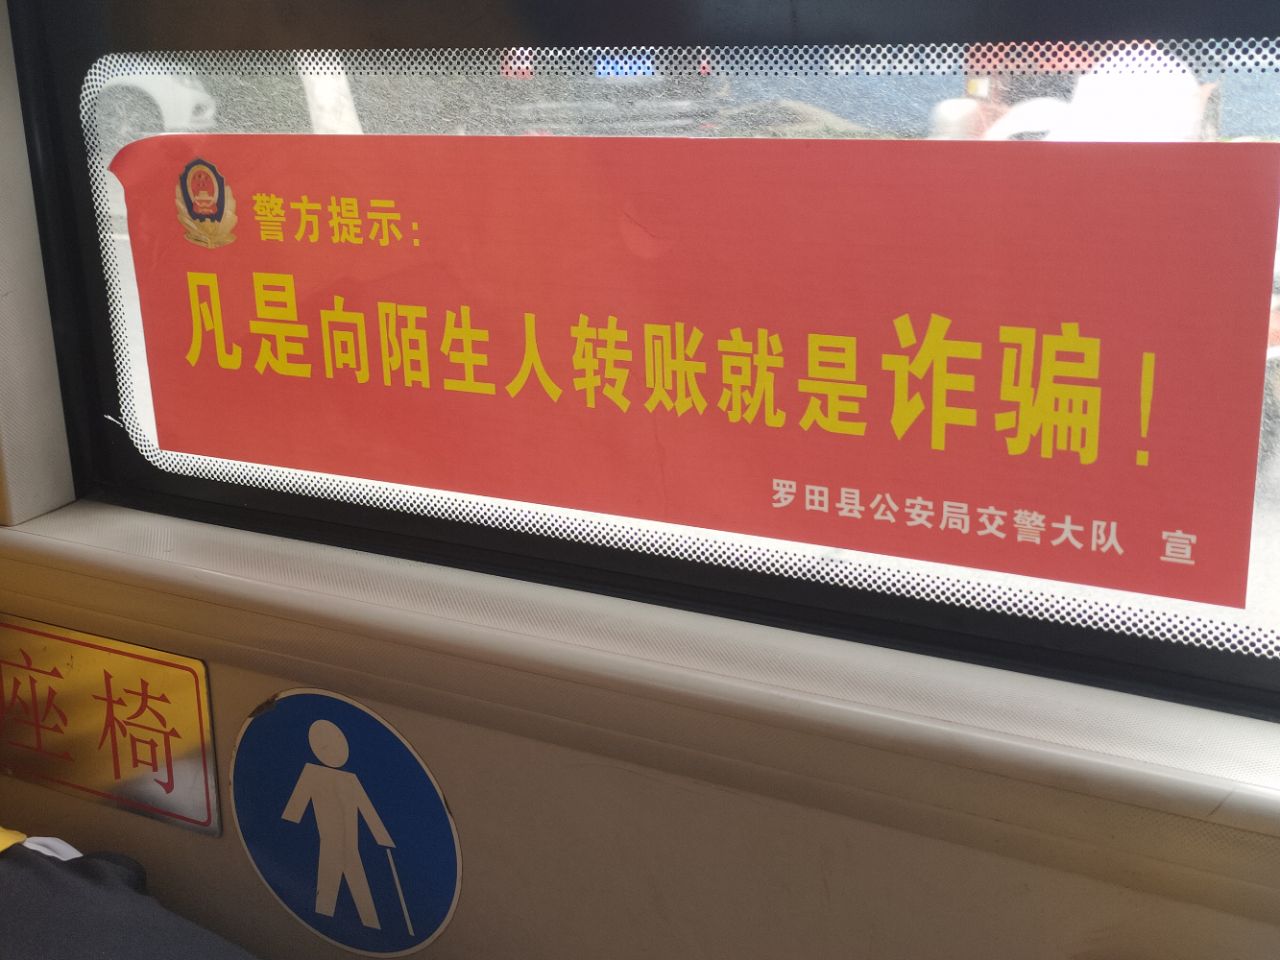 警方提示:
凡是向陌生人转账就是诈骗!
罗田县公安局交警大队 宣
座椅